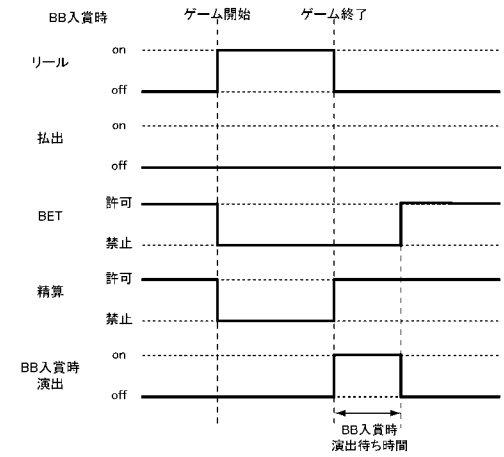 BB入賞時
ゲーム開始
ゲーム終了
リール
on
off
払出
on
off
BET
許可
禁止
精算
許可
禁止
BB入賞時
演出
on
off
BB入賞時
演出待ち時間